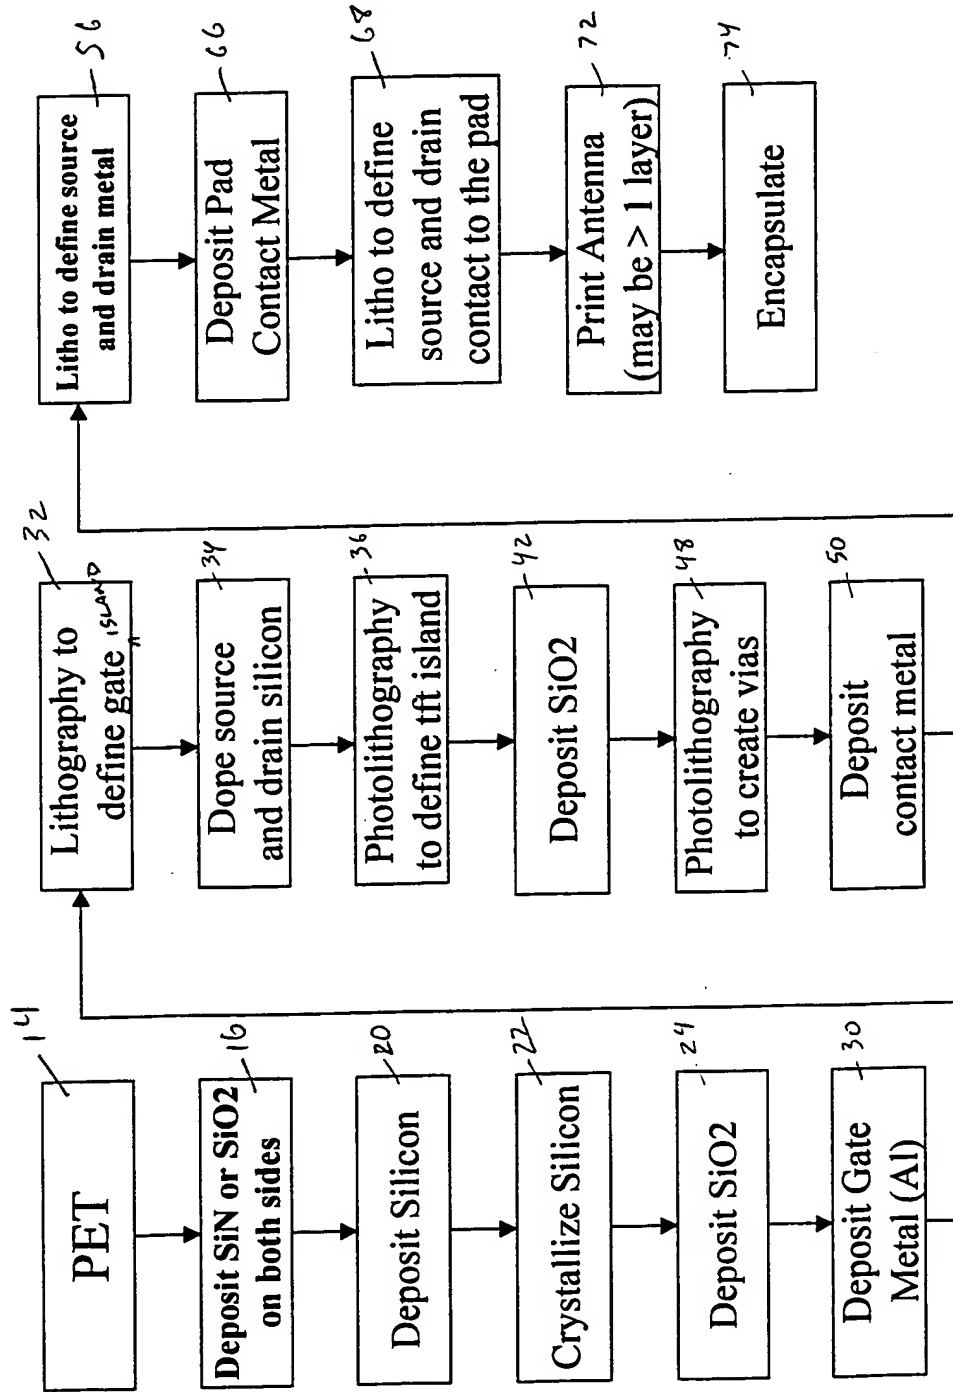 14
PET
16
Deposit SiN or SiO2
on both sides
20
Deposit Silicon
22
Crystallize Silicon
24
Deposit SiO2
30
Deposit Gate
Metal (Al)
32
Lithography to
define gate ISLAND
34
Dope source
and drain silicon
36
Photolithography
to define tft island
42
Deposit SiO2
48
Photolithography
to create vias
50
Deposit
contact metal
56
Litho to define source
and drain metal
66
Deposit Pad
Contact Metal
68
Litho to define
source and drain
contact to the pad
72
Print Antenna
(may be > 1 layer)
74
Encapsulate